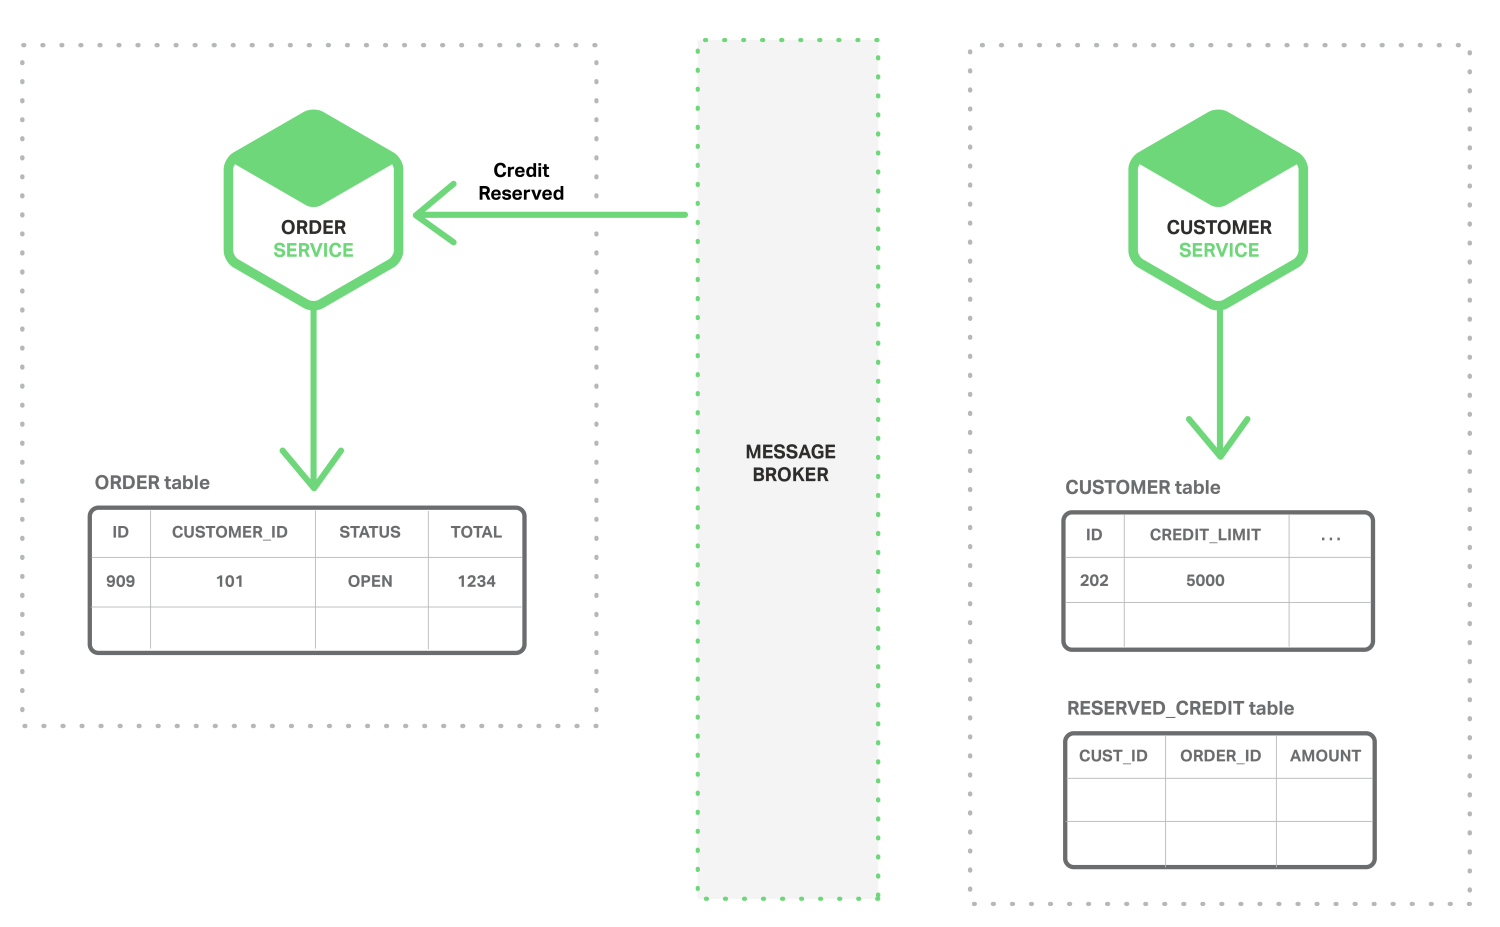 Credit
Reserved
ORDER
SERVICE
CUSTOMER
SERVICE
MESSAGE
BROKER
ORDER table
ID CUSTOMER_ID STATUS TOTAL
909 101 OPEN 1234
CUSTOMER table
ID CREDIT_LIMIT ...
202 5000
RESERVED_CREDIT table
CUST_ID ORDER_ID AMOUNT